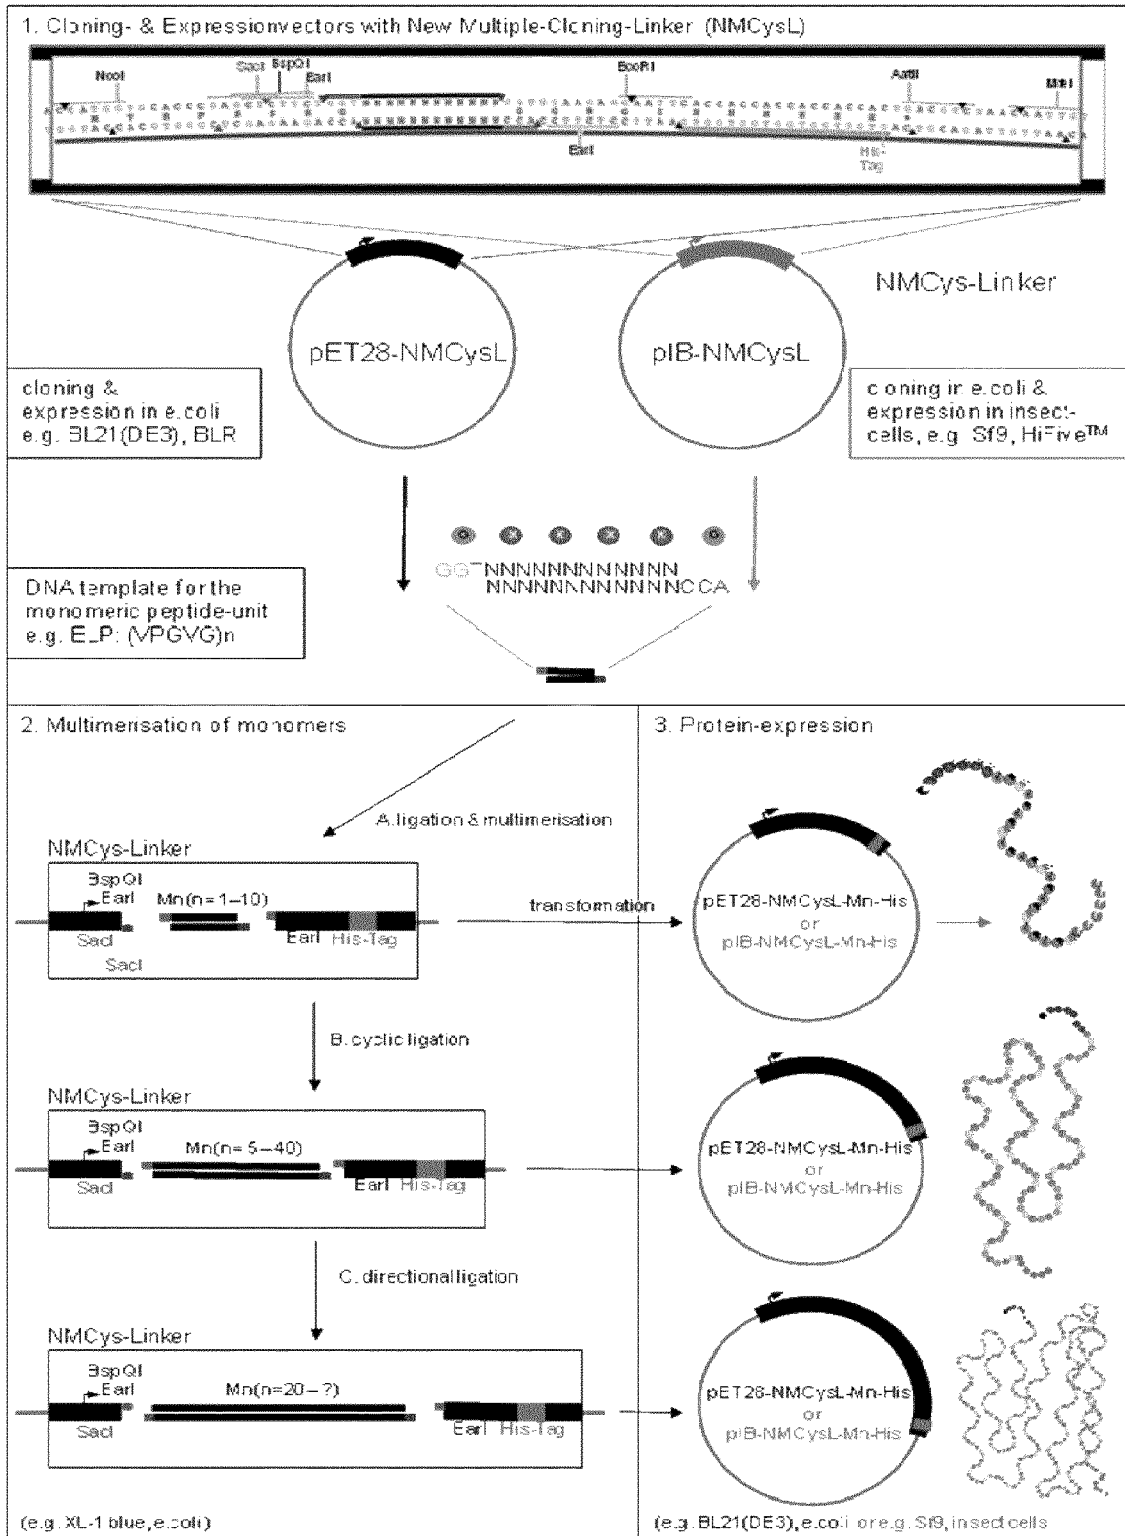 1. Cloning- & Expressionvectors with New Multiple-Cloning-Linker (NMCysL)
NcoI
SacI
BspQI
EarI
EcoRI
AatII
EarI
His-
Tag
NMCys-Linker
pET28-NMCysL
pIB-NMCysL
cloning &
expression in e.coli
e.g. BL21(DE3), BLR
cloning in e.coli &
expression in insect-
cells, e.g. Sf9, HiFive™
GGTNNNNNNNNNNNN
NNNNNNNNNNNNCCA
DNA template for the
monomeric peptide-unit
e.g. ELP: (VPGVG)n
2. Multimerisation of monomers
A. ligation & multimerisation
NMCys-Linker
BspQI
EarI
Mn(n=1–10)
SacI
EarI His-Tag
SacI
transformation
B. cyclic ligation
NMCys-Linker
BspQI
EarI
Mn(n=5–40)
SacI
EarI His-Tag
C. directional ligation
NMCys-Linker
BspQI
EarI
Mn(n=20–?)
SacI
EarI His-Tag
(e.g. XL-1 blue, e.coli)
3. Protein-expression
pET28-NMCysL-Mn-His
or
pIB-NMCysL-Mn-His
pET28-NMCysL-Mn-His
or
pIB-NMCysL-Mn-His
pET28-NMCysL-Mn-His
or
pIB-NMCysL-Mn-His
(e.g. BL21(DE3), e.coli or e.g. Sf9, insect cells